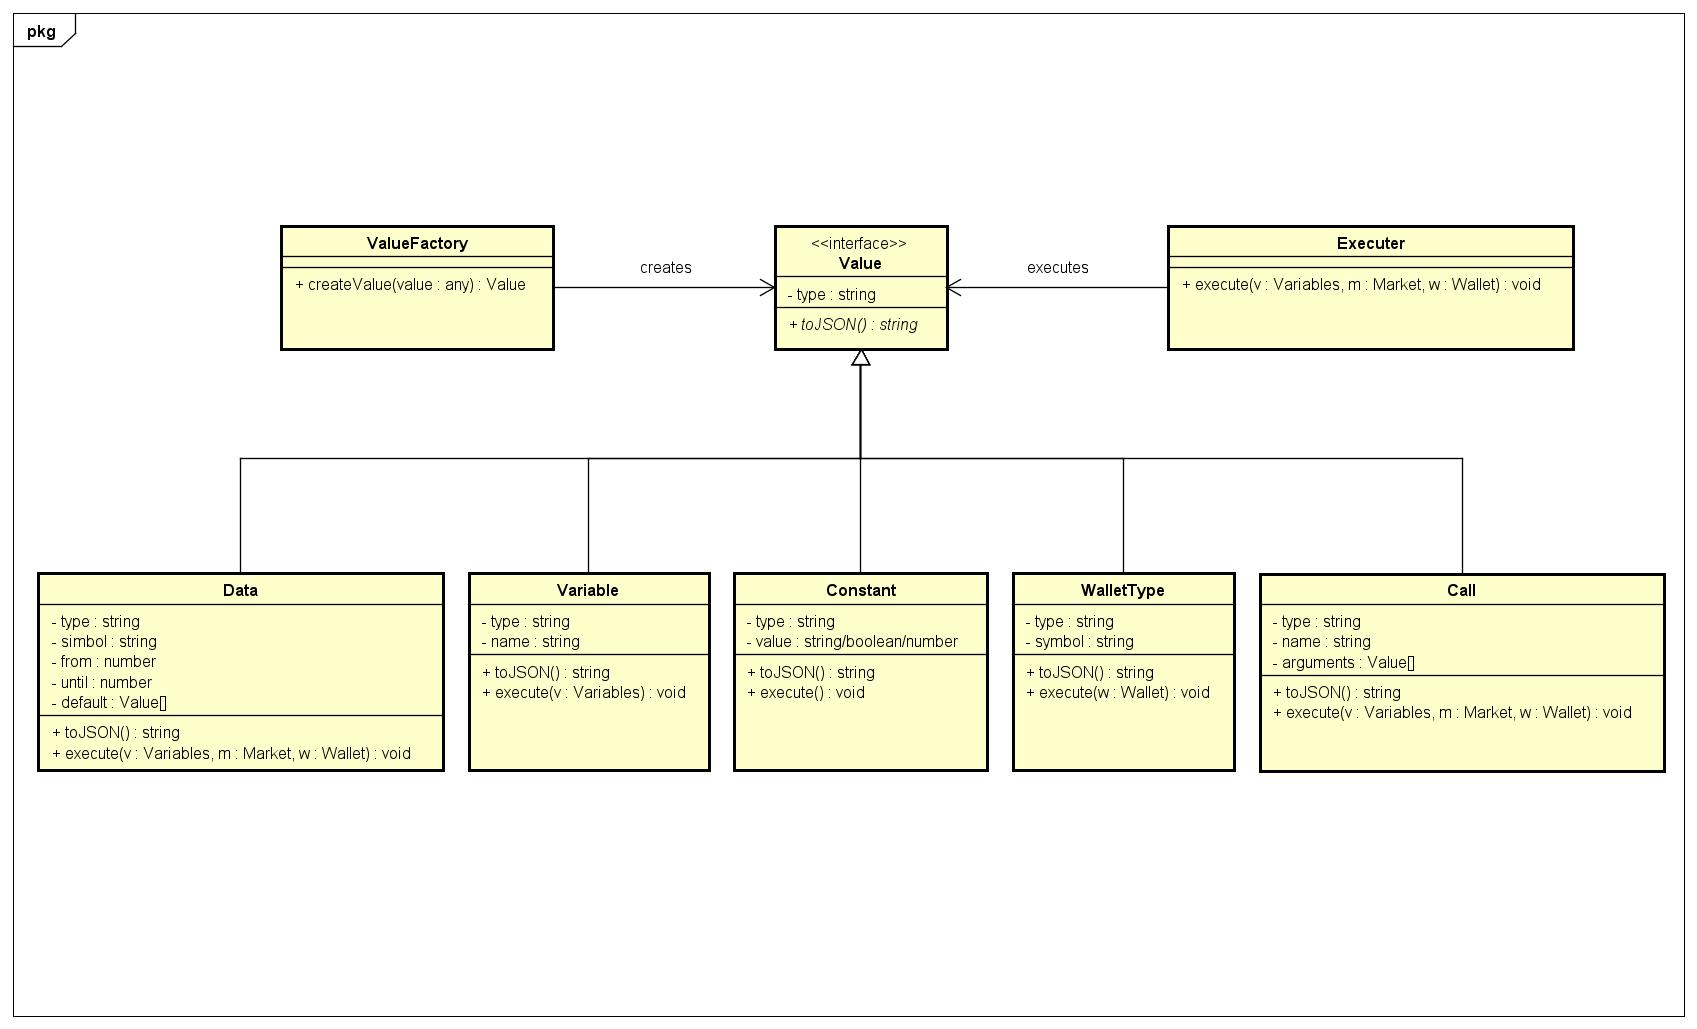 pkg
ValueFactory
+ createValue(value : any) : Value
creates
<<interface>>
Value
- type : string
+ toJSON() : string
executes
Executer
+ execute(v : Variables, m : Market, w : Wallet) : void
Data
- type : string
- simbol : string
- from : number
- until : number
- default : Value[]
+ toJSON() : string
+ execute(v : Variables, m : Market, w : Wallet) : void
Variable
- type : string
- name : string
+ toJSON() : string
+ execute(v : Variables) : void
Constant
- type : string
- value : string/boolean/number
+ toJSON() : string
+ execute() : void
WalletType
- type : string
- symbol : string
+ toJSON() : string
+ execute(w : Wallet) : void
Call
- type : string
- name : string
- arguments : Value[]
+ toJSON() : string
+ execute(v : Variables, m : Market, w : Wallet) : void